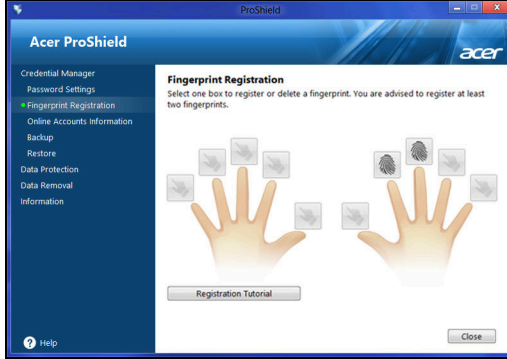 ProShield
Acer ProShield
acer
Credential Manager
Password Settings
Fingerprint Registration
Online Accounts Information
Backup
Restore
Data Protection
Data Removal
Information
Help
Fingerprint Registration
Select one box to register or delete a fingerprint. You are advised to register at least
two fingerprints.
Registration Tutorial
Close